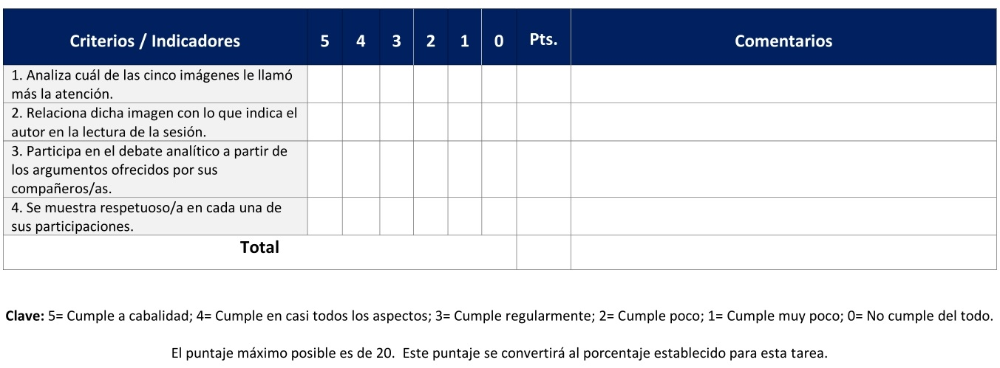 Criterios / Indicadores 5 4 3 2 1 0 Pts. Comentarios
1. Analiza cuál de las cinco imágenes le llamó
más la atención.
2. Relaciona dicha imagen con lo que indica el
autor en la lectura de la sesión.
3. Participa en el debate analítico a partir de
los argumentos ofrecidos por sus
compañeros/as.
4. Se muestra respetuoso/a en cada una de
sus participaciones.
Total
Clave: 5= Cumple a cabalidad; 4= Cumple en casi todos los aspectos; 3= Cumple regularmente; 2= Cumple poco; 1= Cumple muy poco; 0= No cumple del todo.
El puntaje máximo posible es de 20. Este puntaje se convertirá al porcentaje establecido para esta tarea.